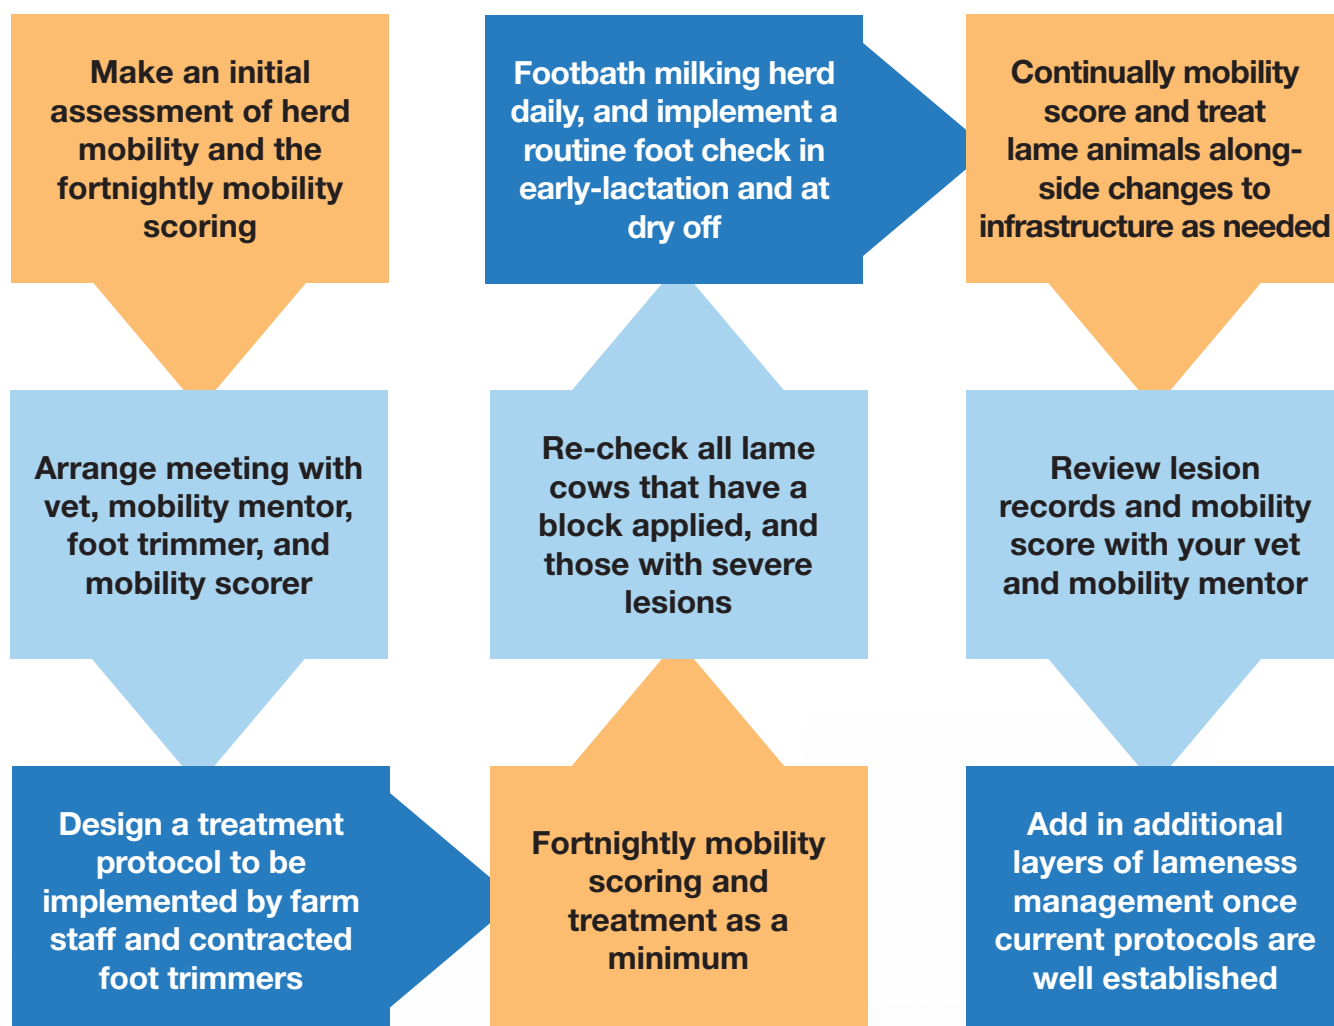 Make an initial
assessment of herd
mobility and the
fortnightly mobility
scoring
Arrange meeting with
vet, mobility mentor,
foot trimmer, and
mobility scorer
Design a treatment
protocol to be
implemented by farm
staff and contracted
foot trimmers
Fortnightly mobility
scoring and
treatment as a
minimum
Re-check all lame
cows that have a
block applied, and
those with severe
lesions
Footbath milking herd
daily, and implement a
routine foot check in
early-lactation and at
dry off
Continually mobility
score and treat
lame animals along-
side changes to
infrastructure as needed
Review lesion
records and mobility
score with your vet
and mobility mentor
Add in additional
layers of lameness
management once
current protocols are
well established